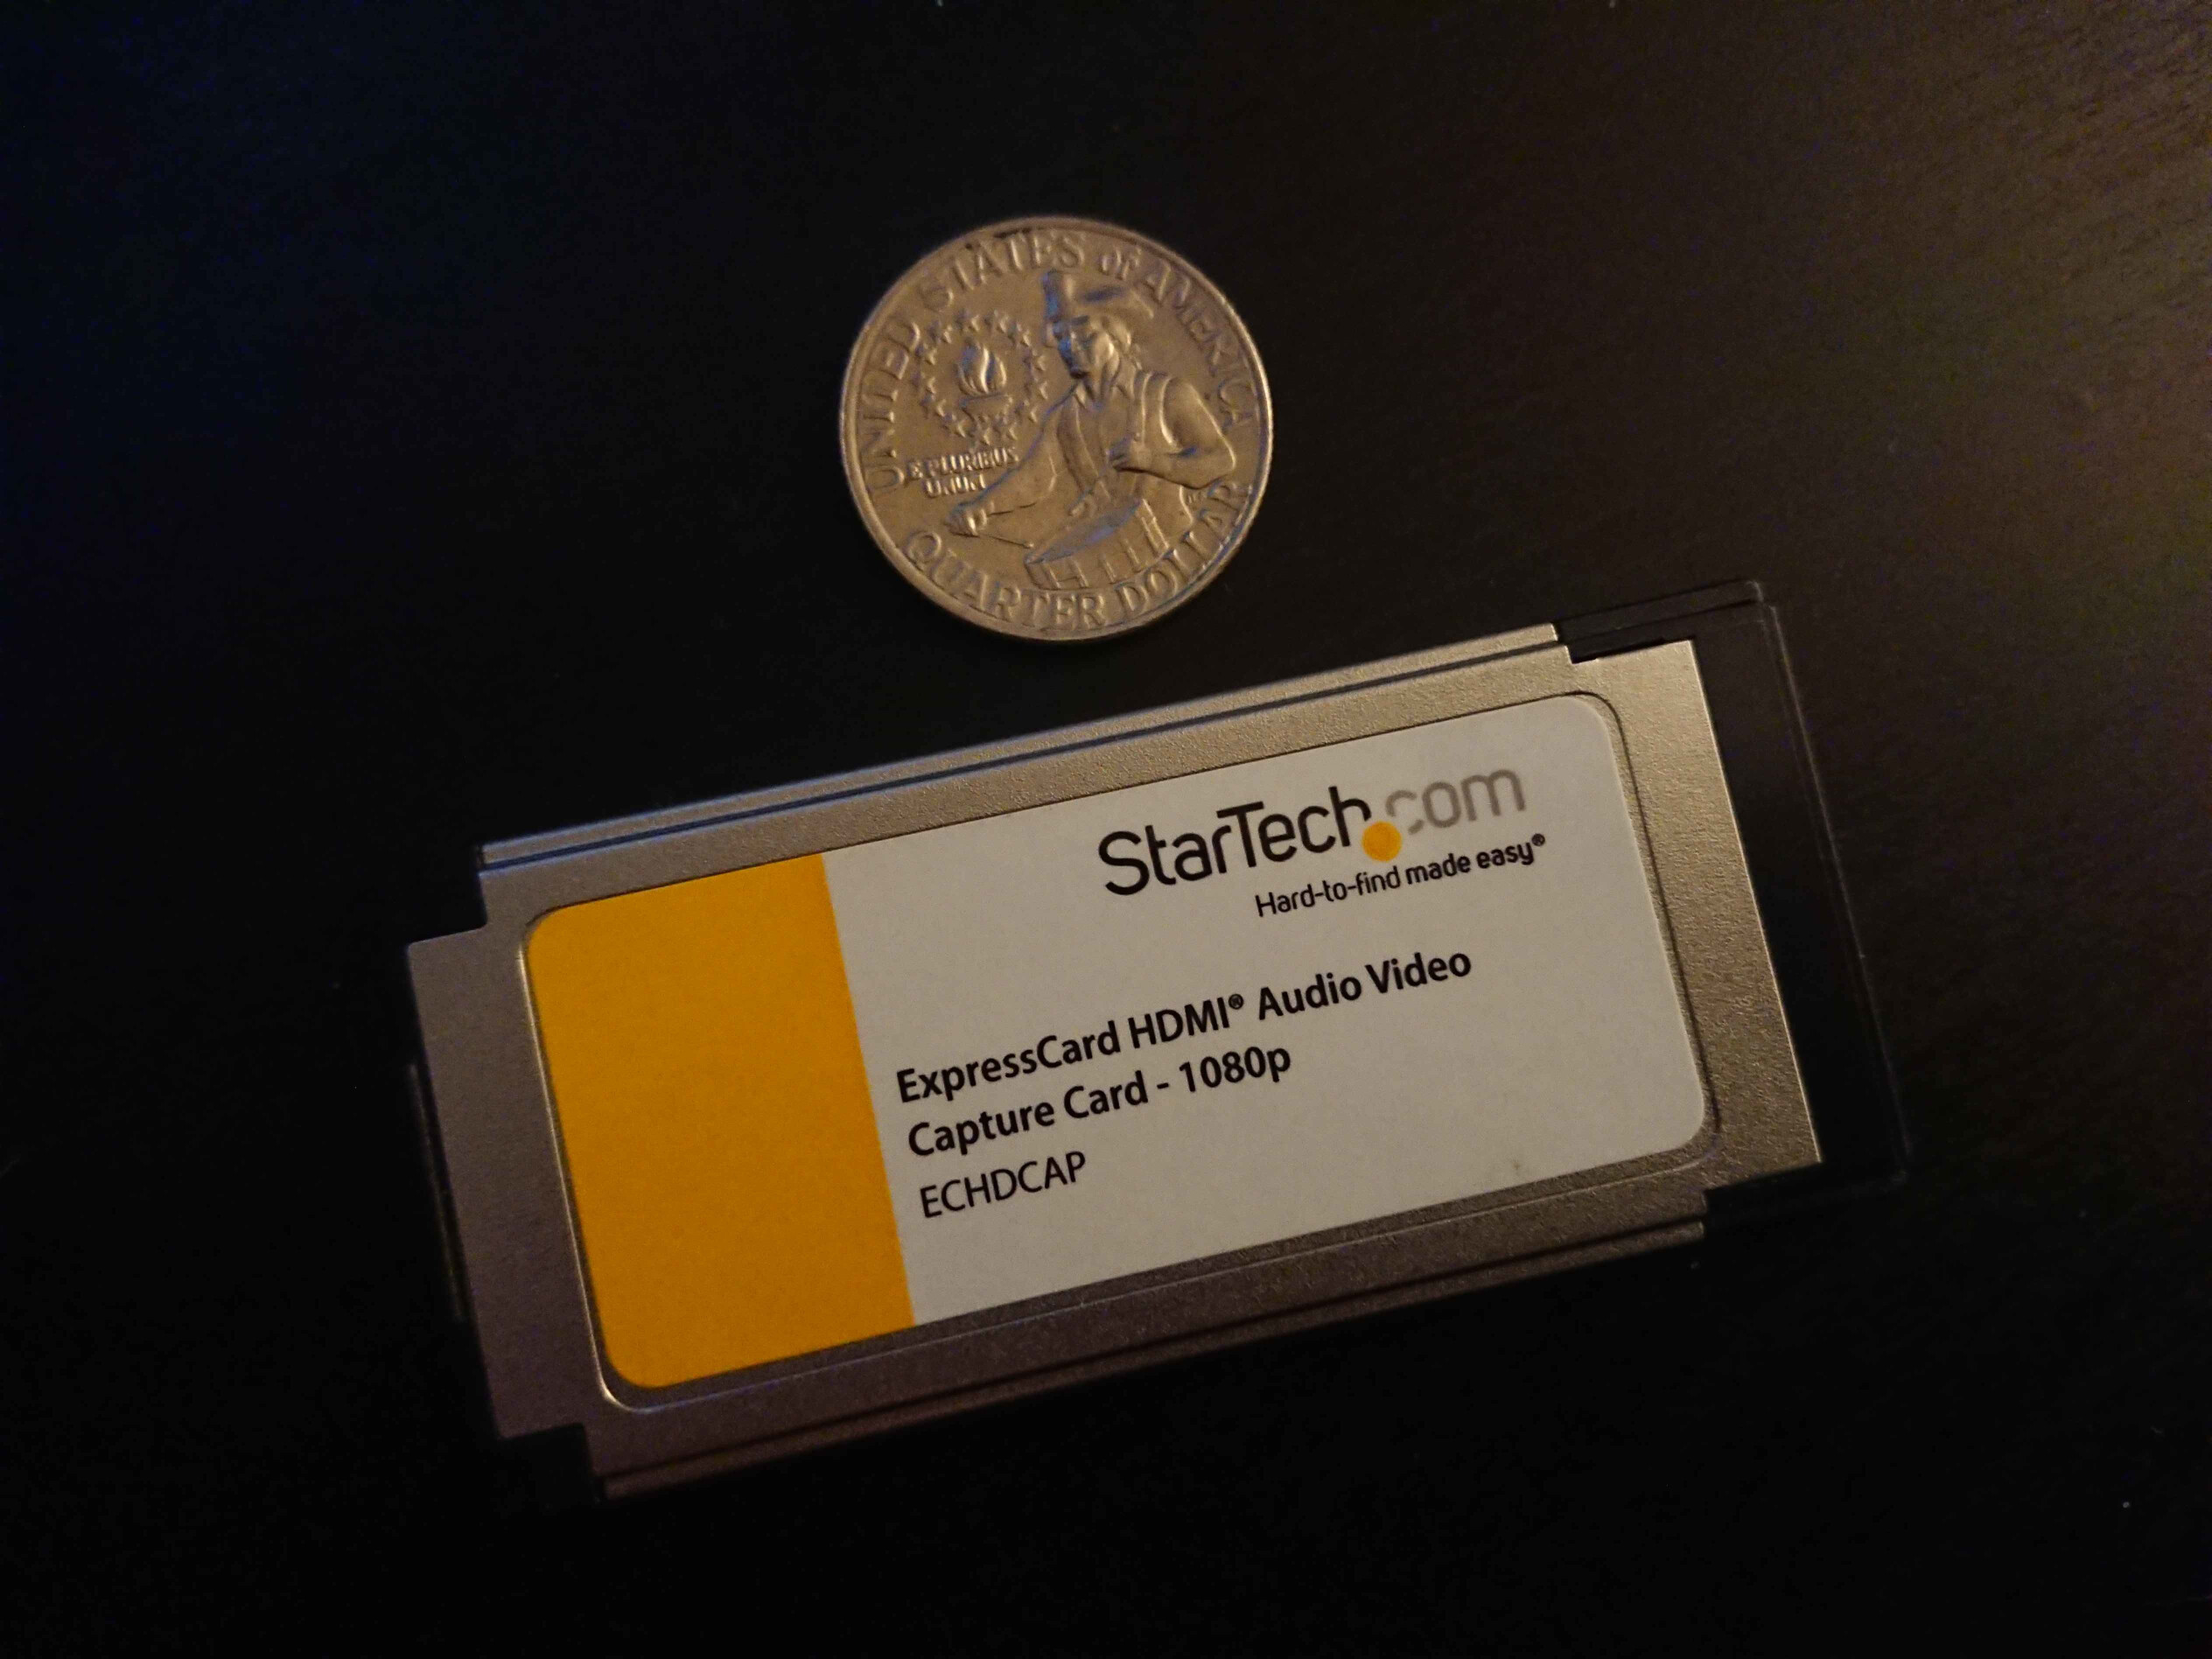 UNITED STATES OF AMERICA
E PLURIBUS
UNUM
QUARTER DOLLAR
StarTech.com
Hard-to-find made easy®
ExpressCard HDMI® Audio Video
Capture Card - 1080p
ECHDCAP